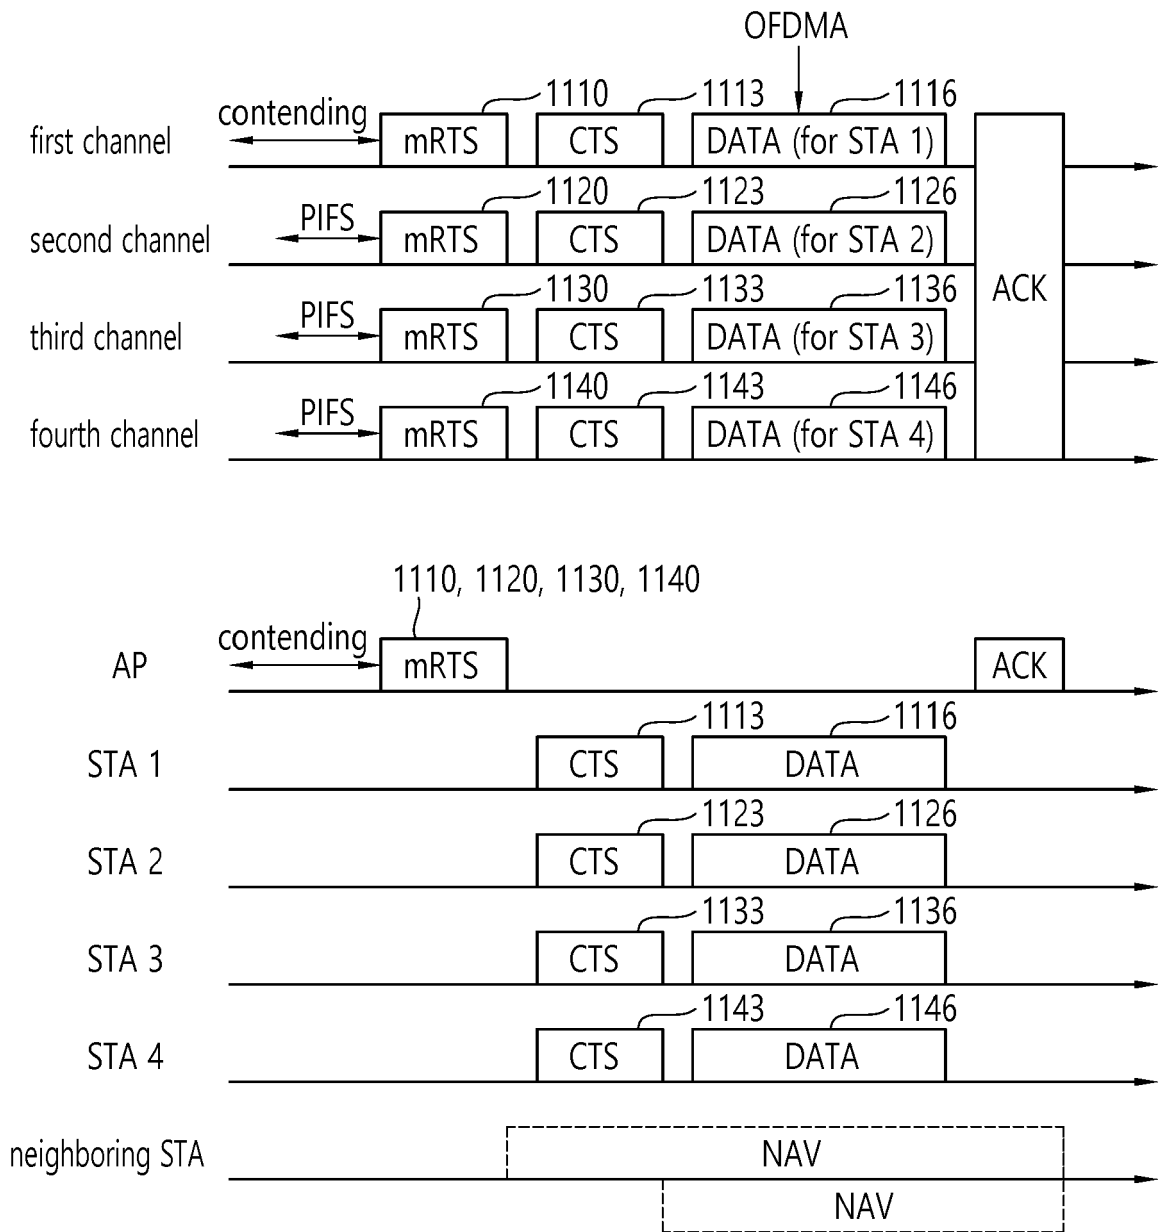 OFDMA
1110 1113 1116
contending
first channel mRTS CTS DATA (for STA 1)
1120 1123 1126
PIFS
second channel mRTS CTS DATA (for STA 2)
ACK
1130 1133 1136
PIFS
third channel mRTS CTS DATA (for STA 3)
1140 1143 1146
PIFS
fourth channel mRTS CTS DATA (for STA 4)
1110, 1120, 1130, 1140
contending
AP mRTS ACK
1113 1116
STA 1 CTS DATA
1123 1126
STA 2 CTS DATA
1133 1136
STA 3 CTS DATA
1143 1146
STA 4 CTS DATA
neighboring STA NAV
NAV